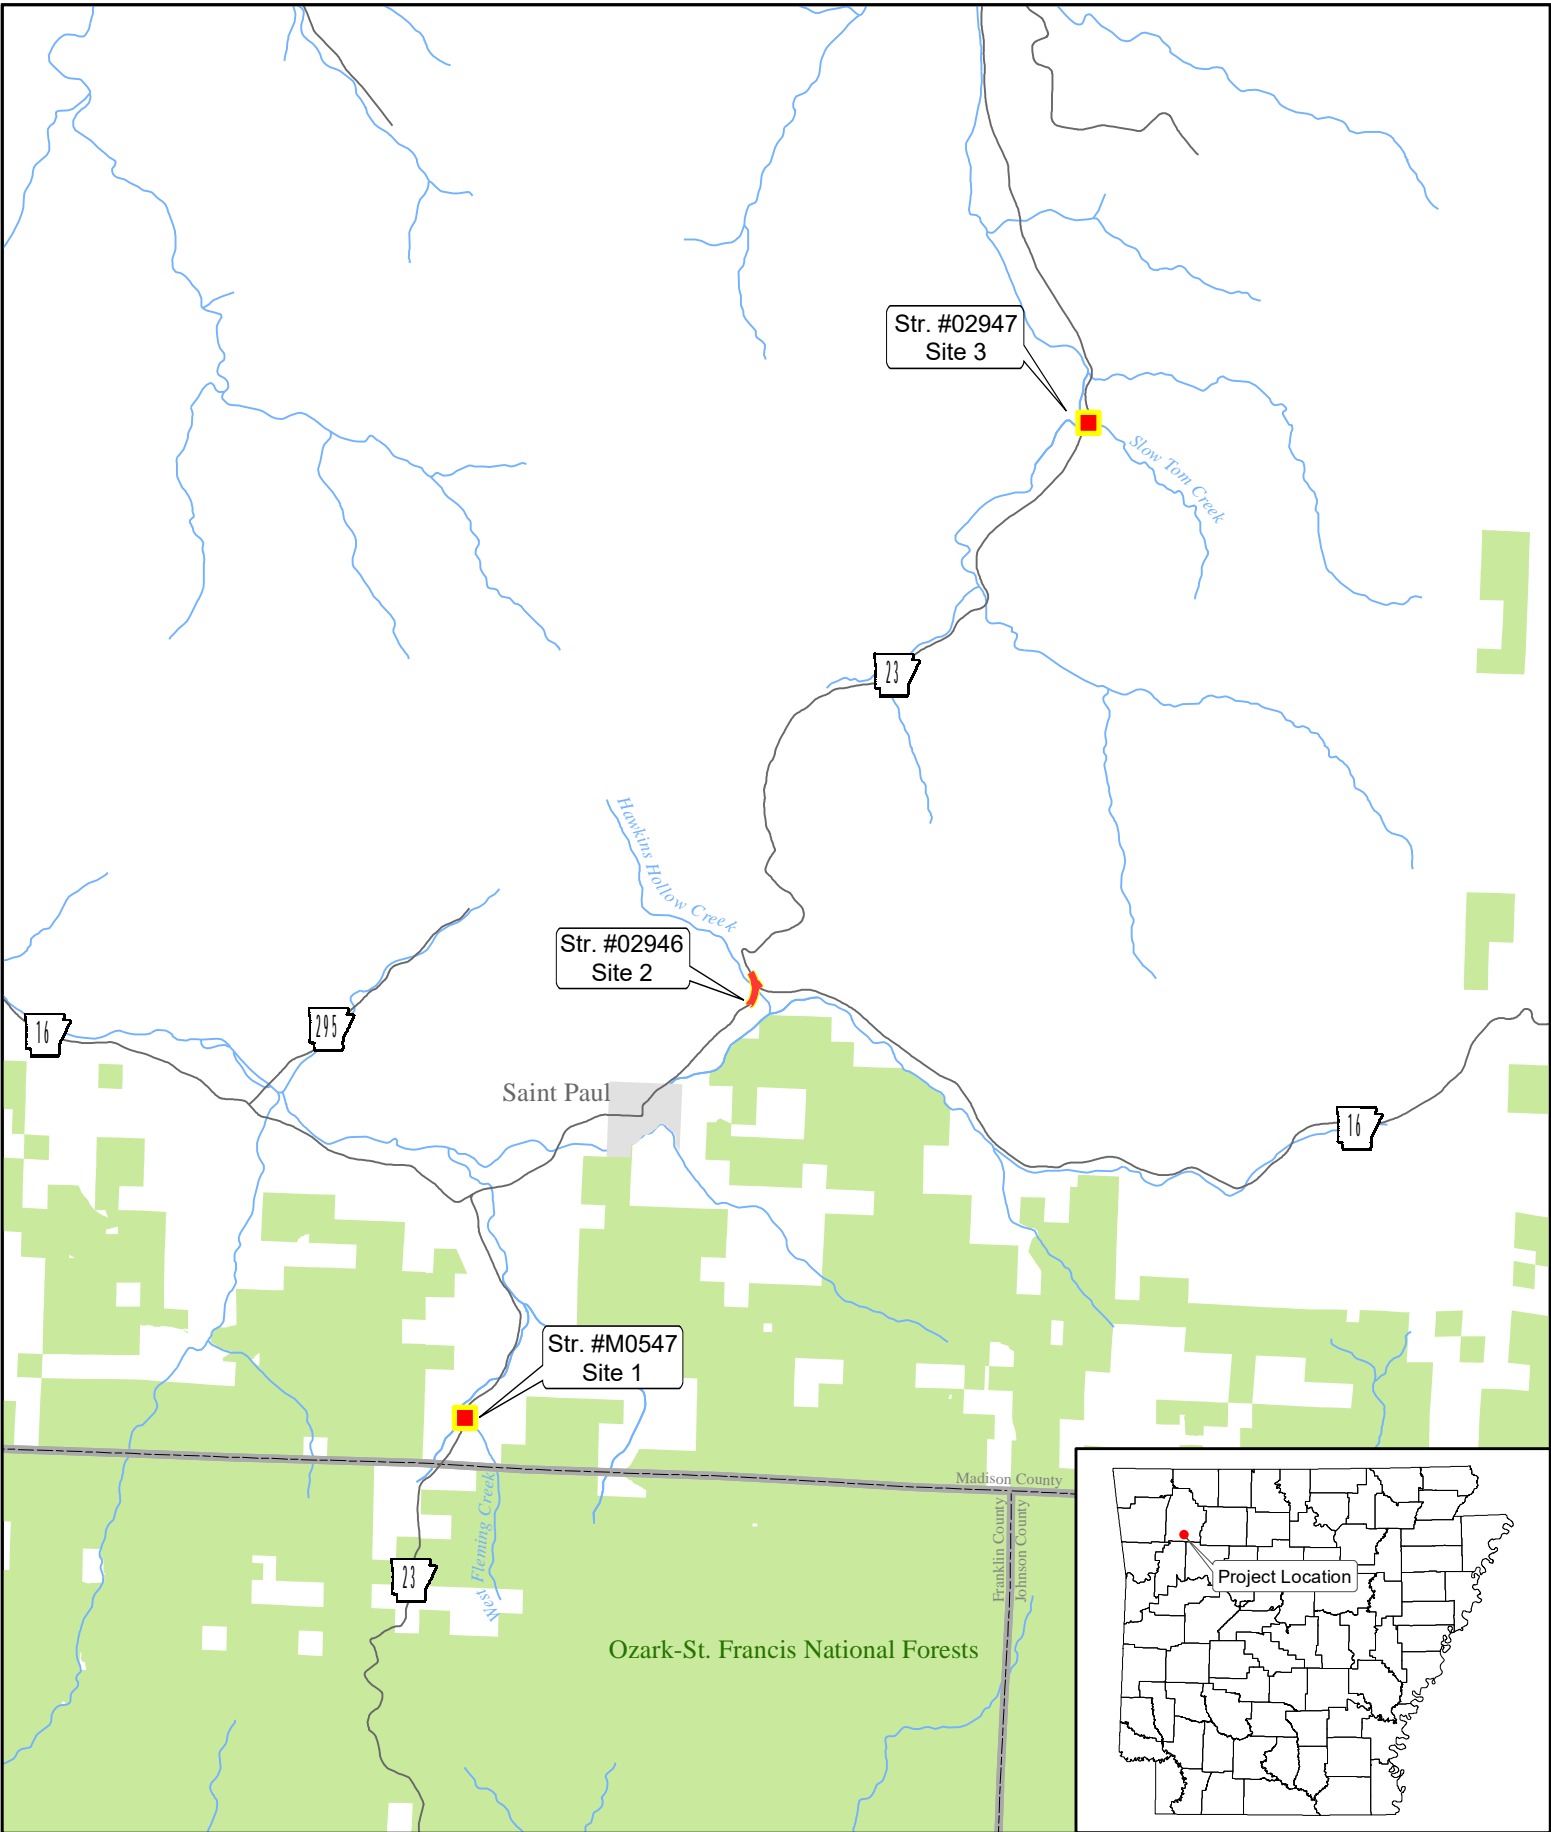 Str. #02947
Site 3
Slow Tom Creek
23
Hawkins Hollow Creek
Str. #02946
Site 2
16
295
Saint Paul
16
Str. #M0547
Site 1
Madison County
Franklin County
Johnson County
West Fleming Creek
23
Project Location
Ozark-St. Francis National Forests